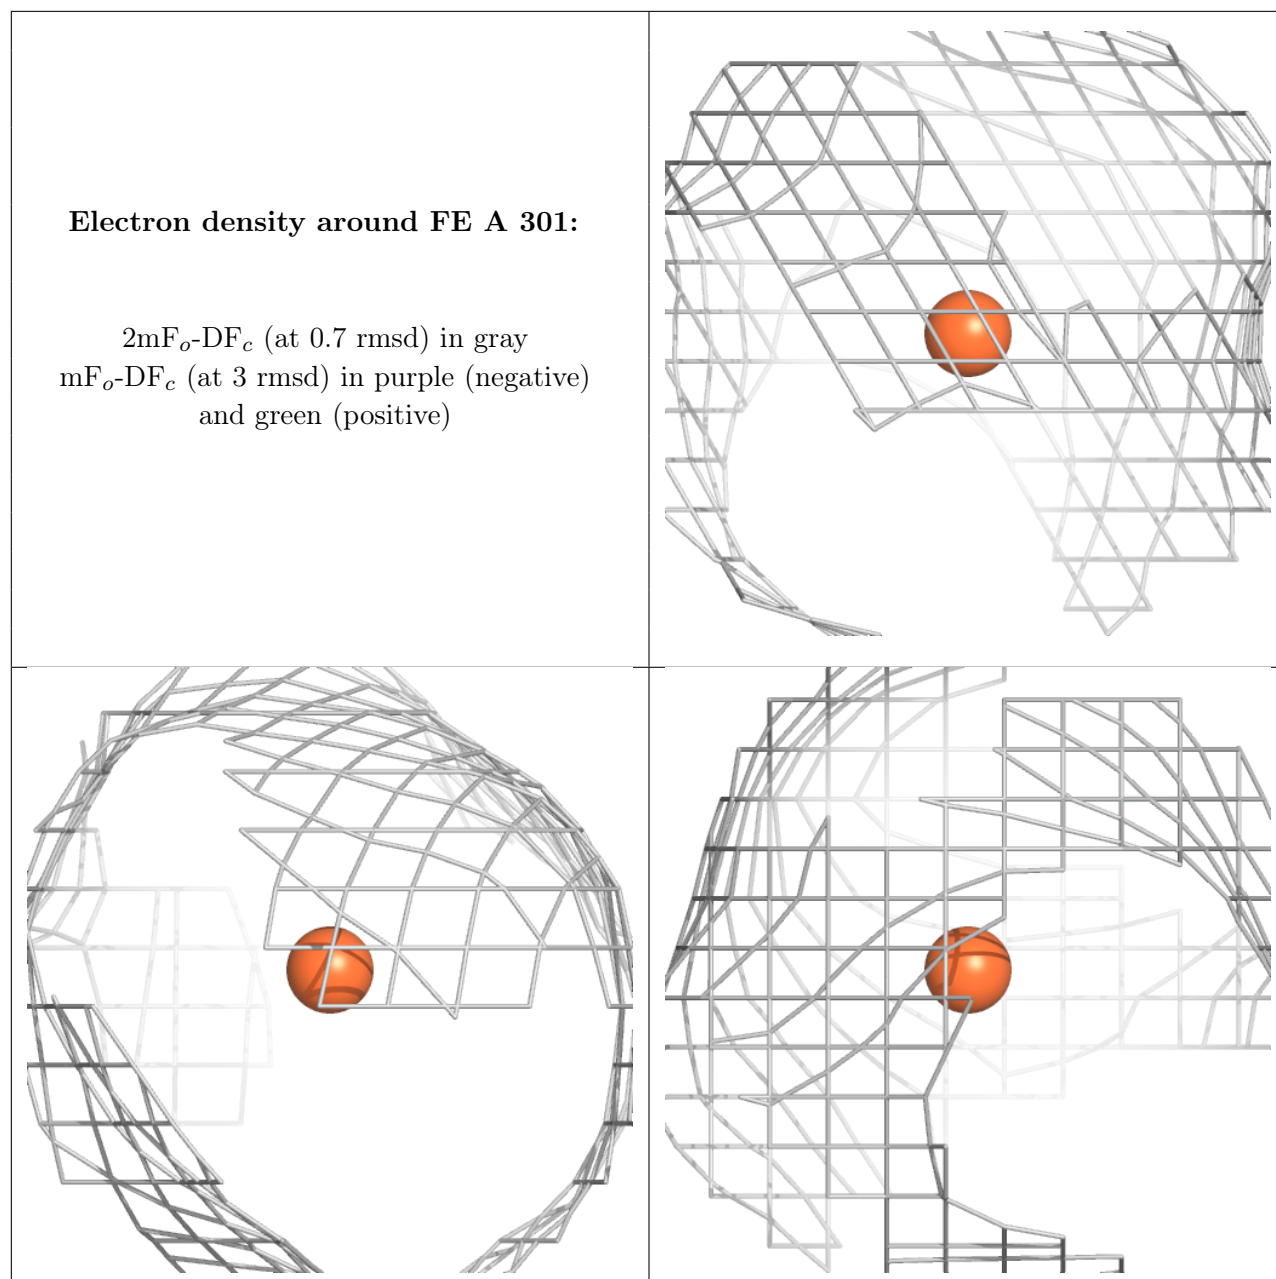 Electron density around FE A 301:
2mFo-DFc (at 0.7 rmsd) in gray
mFo-DFc (at 3 rmsd) in purple (negative)
and green (positive)